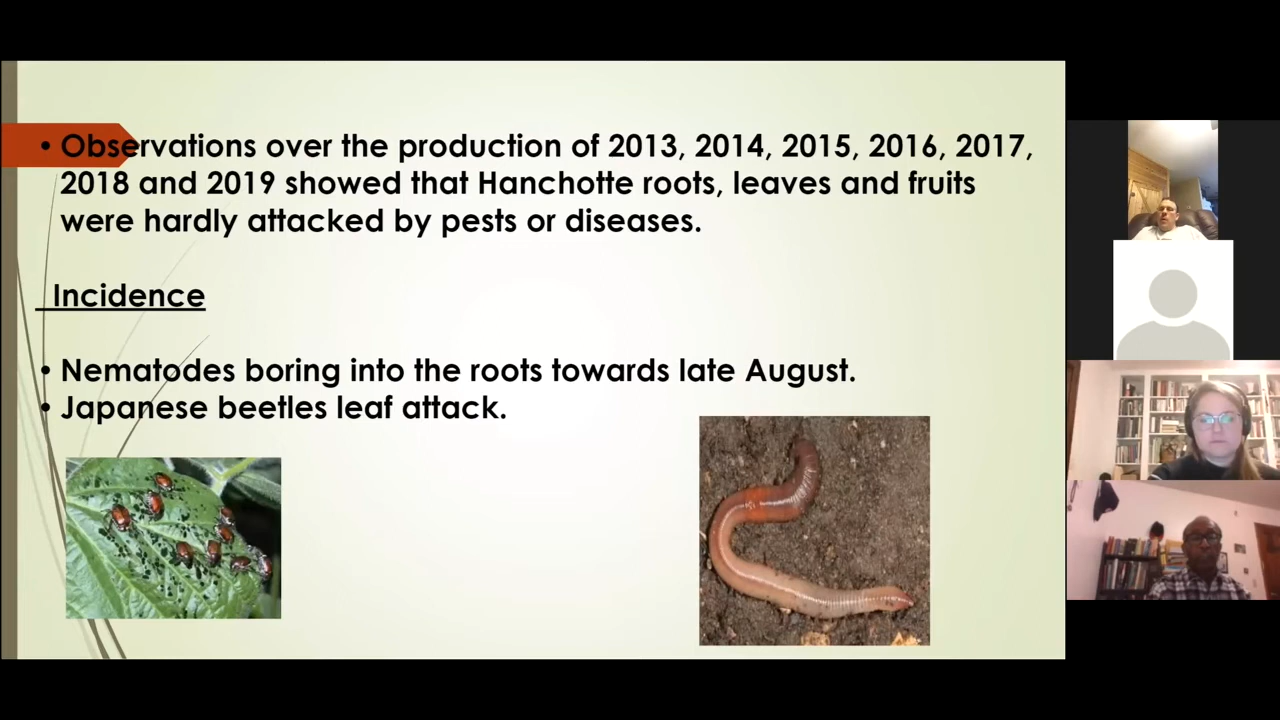 • Observations over the production of 2013, 2014, 2015, 2016, 2017,
2018 and 2019 showed that Hanchotte roots, leaves and fruits
were hardly attacked by pests or diseases.
Incidence
• Nematodes boring into the roots towards late August.
• Japanese beetles leaf attack.